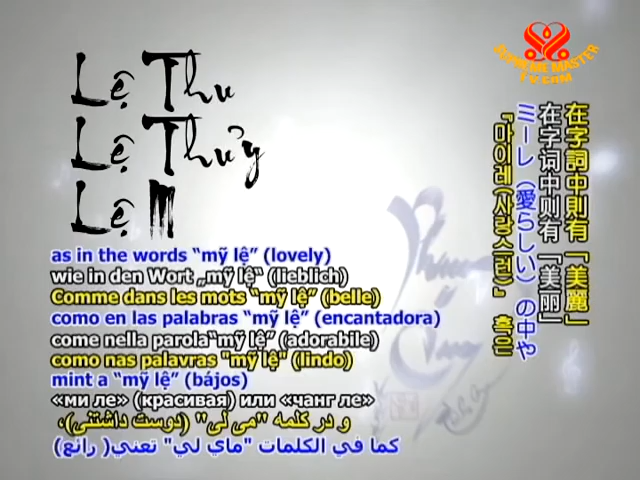 Lệ Thu
Lệ Thủy
Lệ M
SUPREME MASTER
TV.COM
as in the words “mỹ lệ” (lovely)
wie in den Wort „mỹ lệ“ (lieblich)
Comme dans les mots “mỹ lệ” (belle)
como en las palabras “mỹ lệ” (encantadora)
come nella parola“mỹ lệ” (adorabile)
como nas palavras "mỹ lệ" (lindo)
mint a “mỹ lệ” (bájos)
«ми ле» (красивая) или «чанг ле»
و در کلمه "می لی" (دوست داشتنی)،
كما في الكلمات "ماي لي" تعني( رائع)
在字詞中則有「美麗」
在字词中则有「美丽」
ミーレ（愛らしい）の中や
『마이레(사랑스런)』 혹은